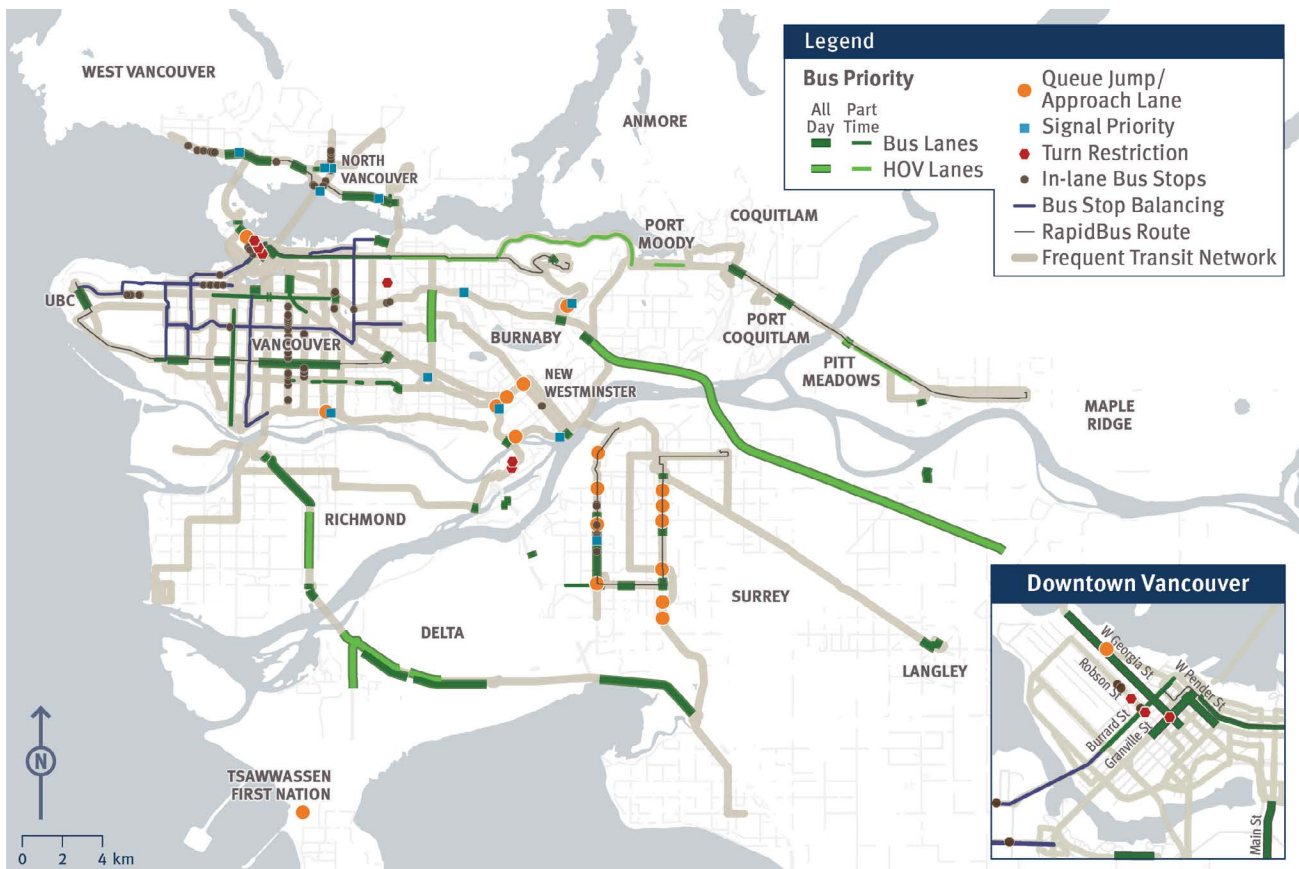 WEST VANCOUVER
NORTH
VANCOUVER
ANMORE
PORT
MOODY
COQUITLAM
UBC
VANCOUVER
BURNABY
NEW
WESTMINSTER
PORT
COQUITLAM
PITT
MEADOWS
MAPLE
RIDGE
RICHMOND
SURREY
DELTA
LANGLEY
TSAWWASSEN
FIRST NATION
N
0 2 4 km
Legend
Bus Priority
All
Day
Part
Time
Bus Lanes
HOV Lanes
Queue Jump/
Approach Lane
Signal Priority
Turn Restriction
In-lane Bus Stops
Bus Stop Balancing
RapidBus Route
Frequent Transit Network
Downtown Vancouver
W Georgia St
Robson St
W Pender St
Burrard St
Granville St
Main St